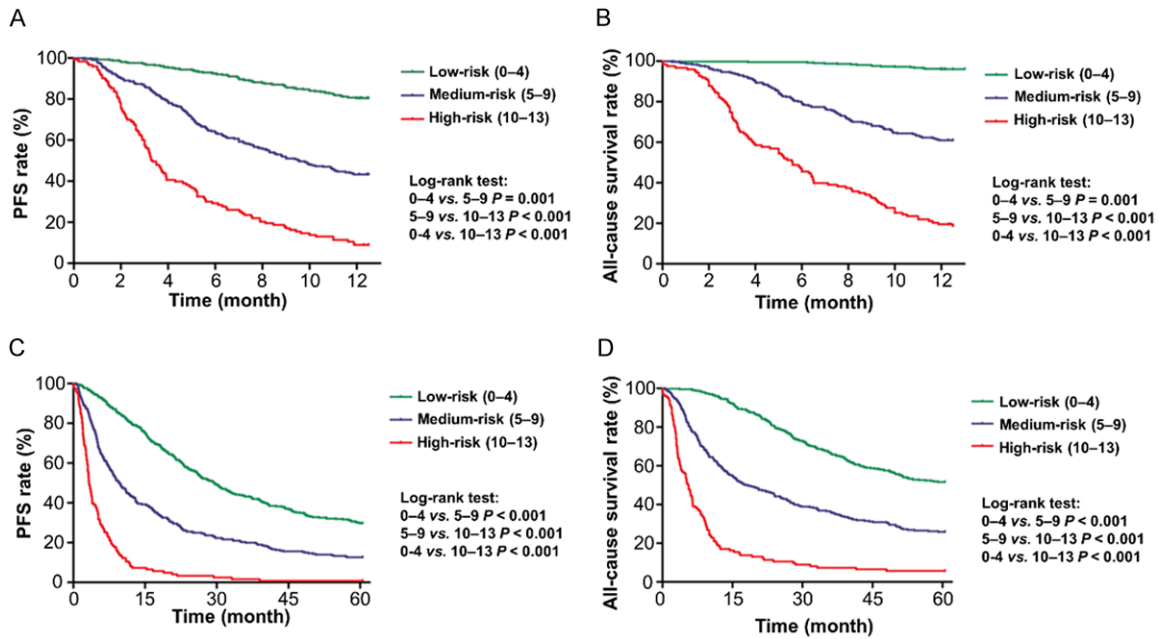 A
PFS rate (%)
100
80
60
40
20
0
0 2 4 6 8 10 12
Time (month)
Low-risk (0–4)
Medium-risk (5–9)
High-risk (10–13)
Log-rank test:
0–4 vs. 5–9 P = 0.001
5–9 vs. 10–13 P < 0.001
0-4 vs. 10–13 P < 0.001
B
All-cause survival rate (%)
100
80
60
40
20
0
0 2 4 6 8 10 12
Time (month)
Low-risk (0–4)
Medium-risk (5–9)
High-risk (10–13)
Log-rank test:
0–4 vs. 5–9 P = 0.001
5–9 vs. 10–13 P < 0.001
0-4 vs. 10–13 P < 0.001
C
PFS rate (%)
100
80
60
40
20
0
0 15 30 45 60
Time (month)
Low-risk (0–4)
Medium-risk (5–9)
High-risk (10–13)
Log-rank test:
0–4 vs. 5–9 P < 0.001
5–9 vs. 10–13 P < 0.001
0-4 vs. 10–13 P < 0.001
D
All-cause survival rate (%)
100
80
60
40
20
0
0 15 30 45 60
Time (month)
Low-risk (0–4)
Medium-risk (5–9)
High-risk (10–13)
Log-rank test:
0–4 vs. 5–9 P < 0.001
5–9 vs. 10–13 P < 0.001
0-4 vs. 10–13 P < 0.001